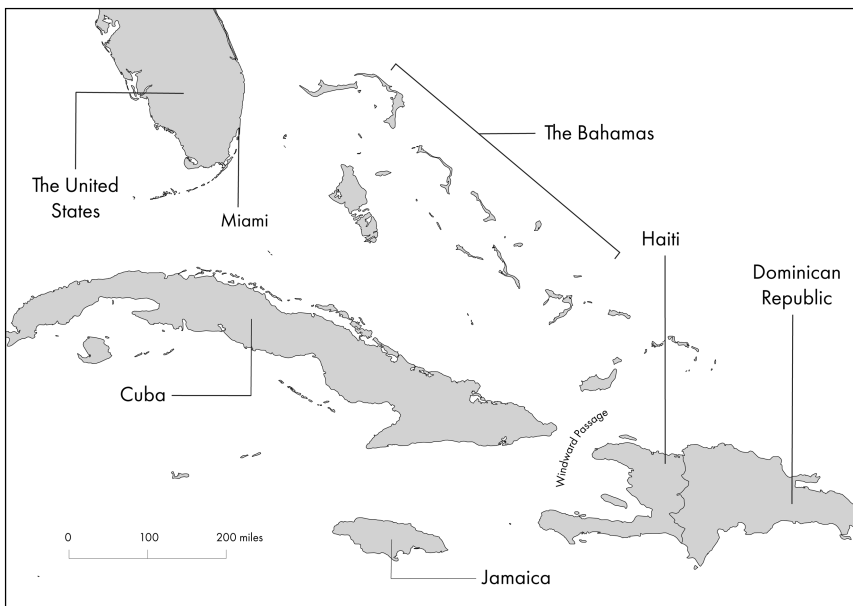 The Bahamas
The United
States
Miami
Haiti
Dominican
Republic
Cuba
Windward Passage
0
100
200 miles
Jamaica